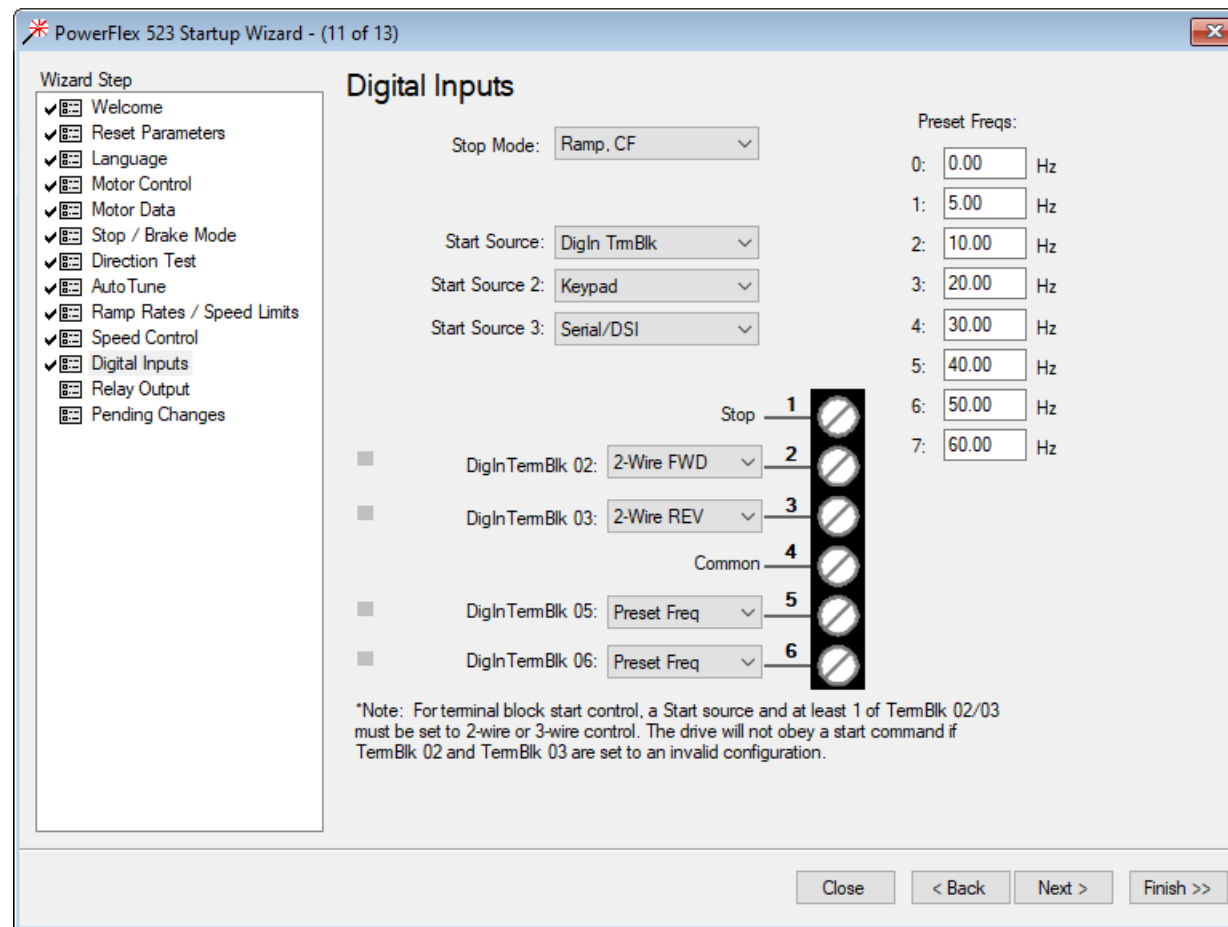 PowerFlex 523 Startup Wizard - (11 of 13)
Wizard Step
Welcome
Reset Parameters
Language
Motor Control
Motor Data
Stop / Brake Mode
Direction Test
AutoTune
Ramp Rates / Speed Limits
Speed Control
Digital Inputs
Relay Output
Pending Changes
Digital Inputs
Stop Mode: Ramp, CF
Start Source: DigIn TrmBlk
Start Source 2: Keypad
Start Source 3: Serial/DSI
Stop 1
DigInTermBlk 02: 2-Wire FWD 2
DigInTermBlk 03: 2-Wire REV 3
Common 4
DigInTermBlk 05: Preset Freq 5
DigInTermBlk 06: Preset Freq 6
Preset Freqs:
0: 0.00 Hz
1: 5.00 Hz
2: 10.00 Hz
3: 20.00 Hz
4: 30.00 Hz
5: 40.00 Hz
6: 50.00 Hz
7: 60.00 Hz
*Note: For terminal block start control, a Start source and at least 1 of TermBlk 02/03
must be set to 2-wire or 3-wire control. The drive will not obey a start command if
TermBlk 02 and TermBlk 03 are set to an invalid configuration.
Close < Back Next > Finish >>